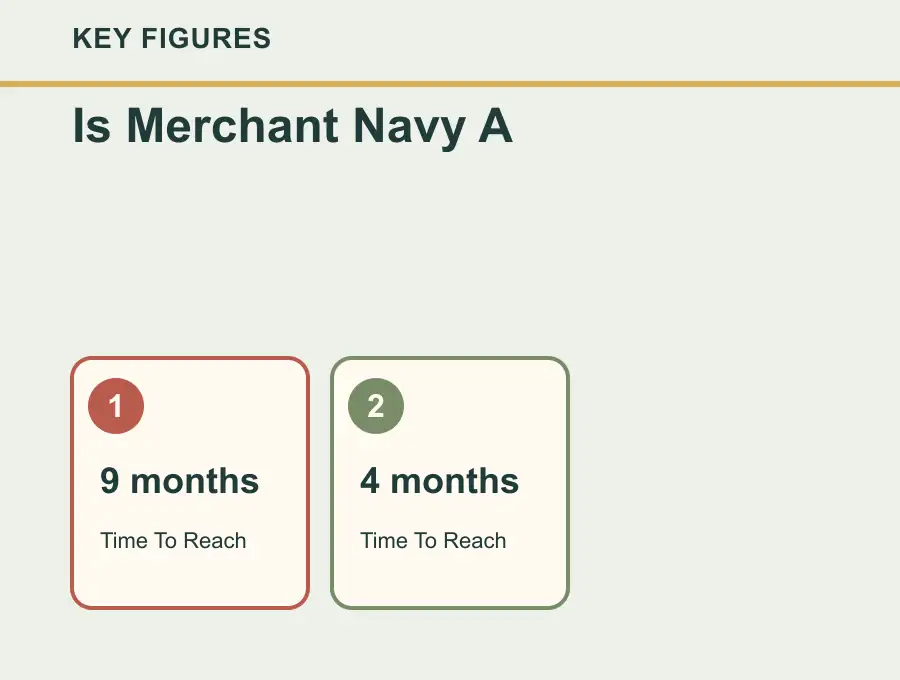 KEY FIGURES
Is Merchant Navy A
1
9 months
Time To Reach
2
4 months
Time To Reach